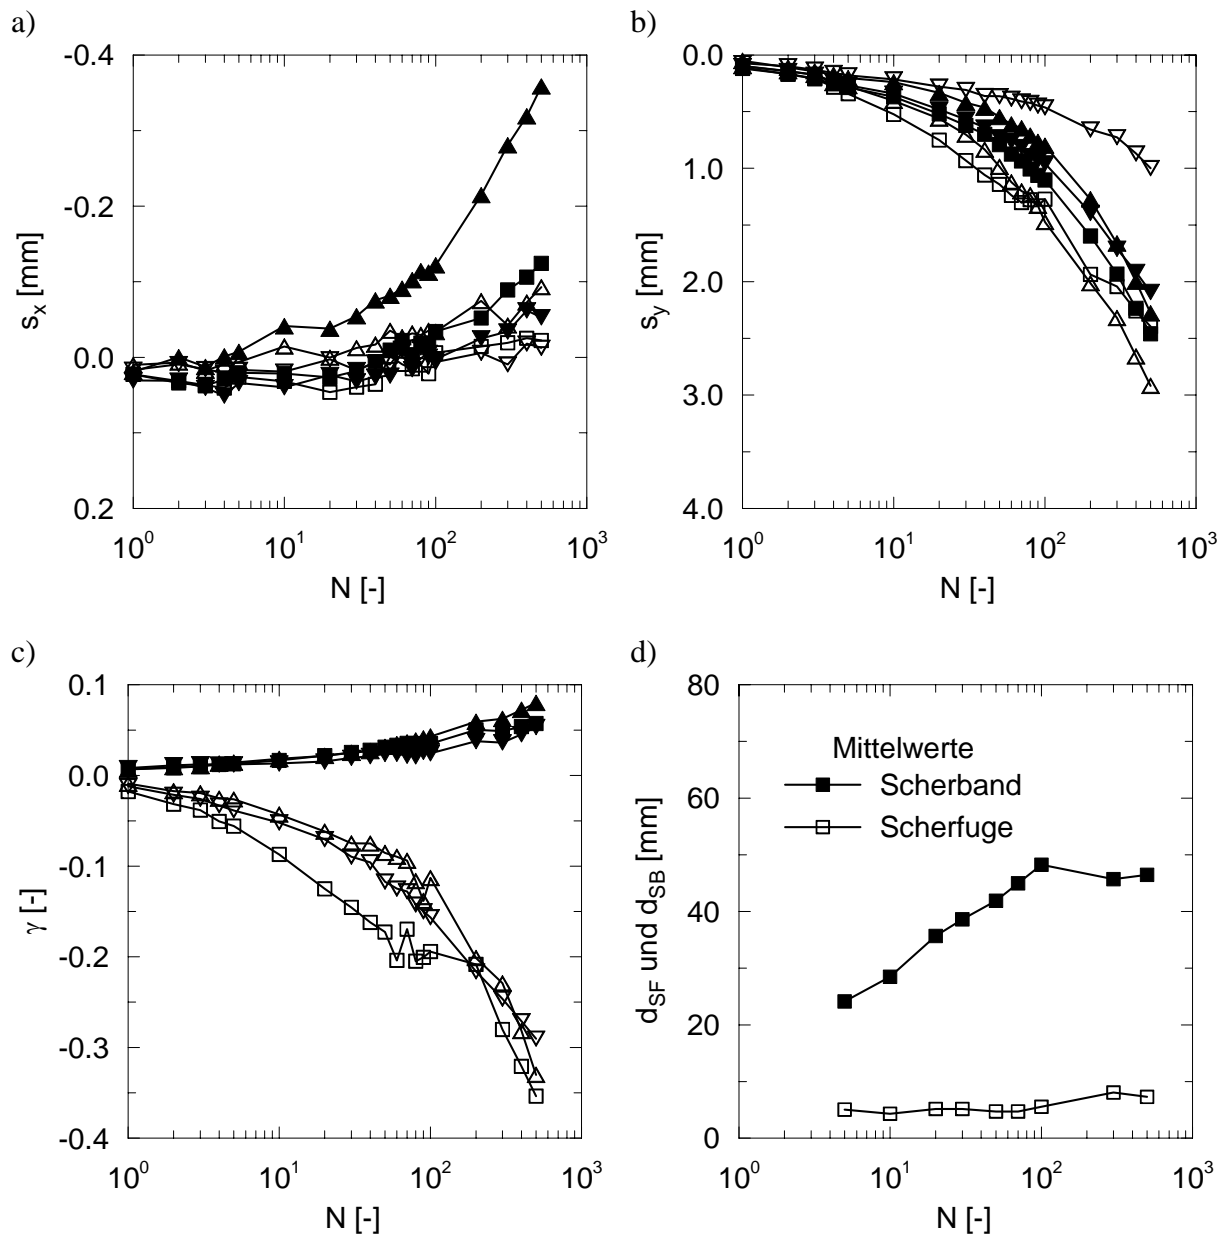 a)
-0.4
-0.2
0.0
0.2
s_x [mm]
10^0 10^1 10^2 10^3
N [-]
b)
0.0
1.0
2.0
3.0
4.0
s_y [mm]
10^0 10^1 10^2 10^3
N [-]
c)
0.1
0.0
-0.1
-0.2
-0.3
-0.4
γ [-]
10^0 10^1 10^2 10^3
N [-]
d)
80
60
40
20
0
d_SF und d_SB [mm]
Mittelwerte
Scherband
Scherfuge
10^0 10^1 10^2 10^3
N [-]